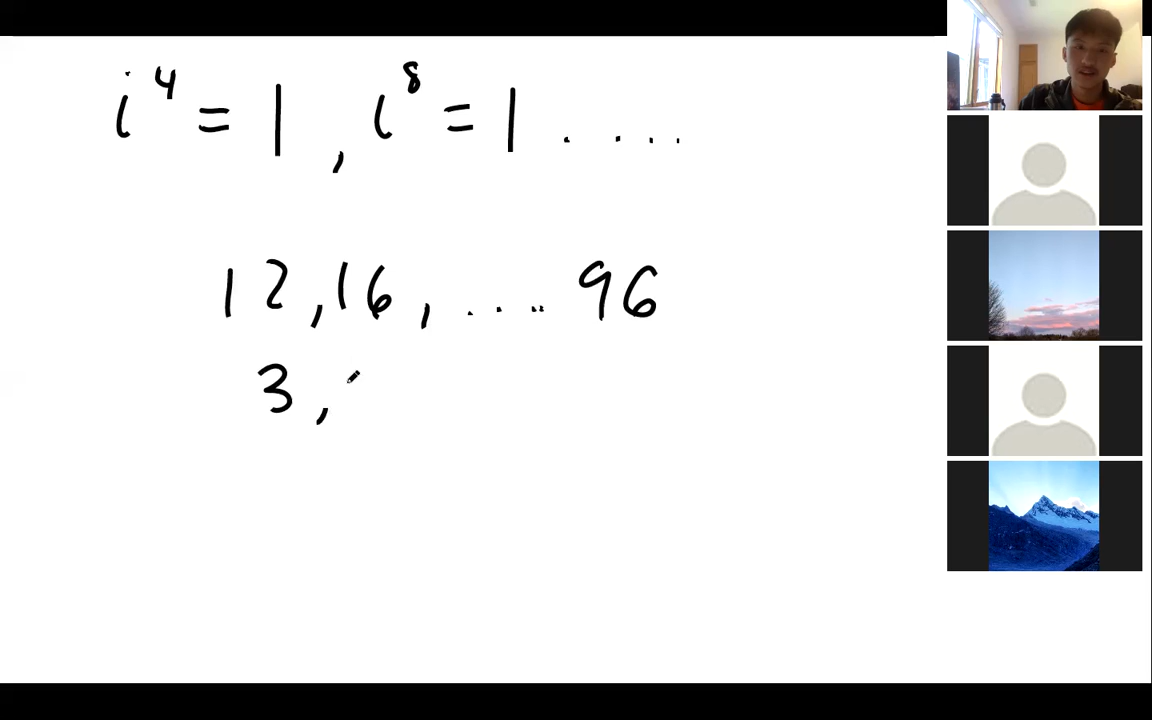 i⁴ = 1 , i⁸ = 1 . . . .
12 , 16 , . . . .. 96
3 ,